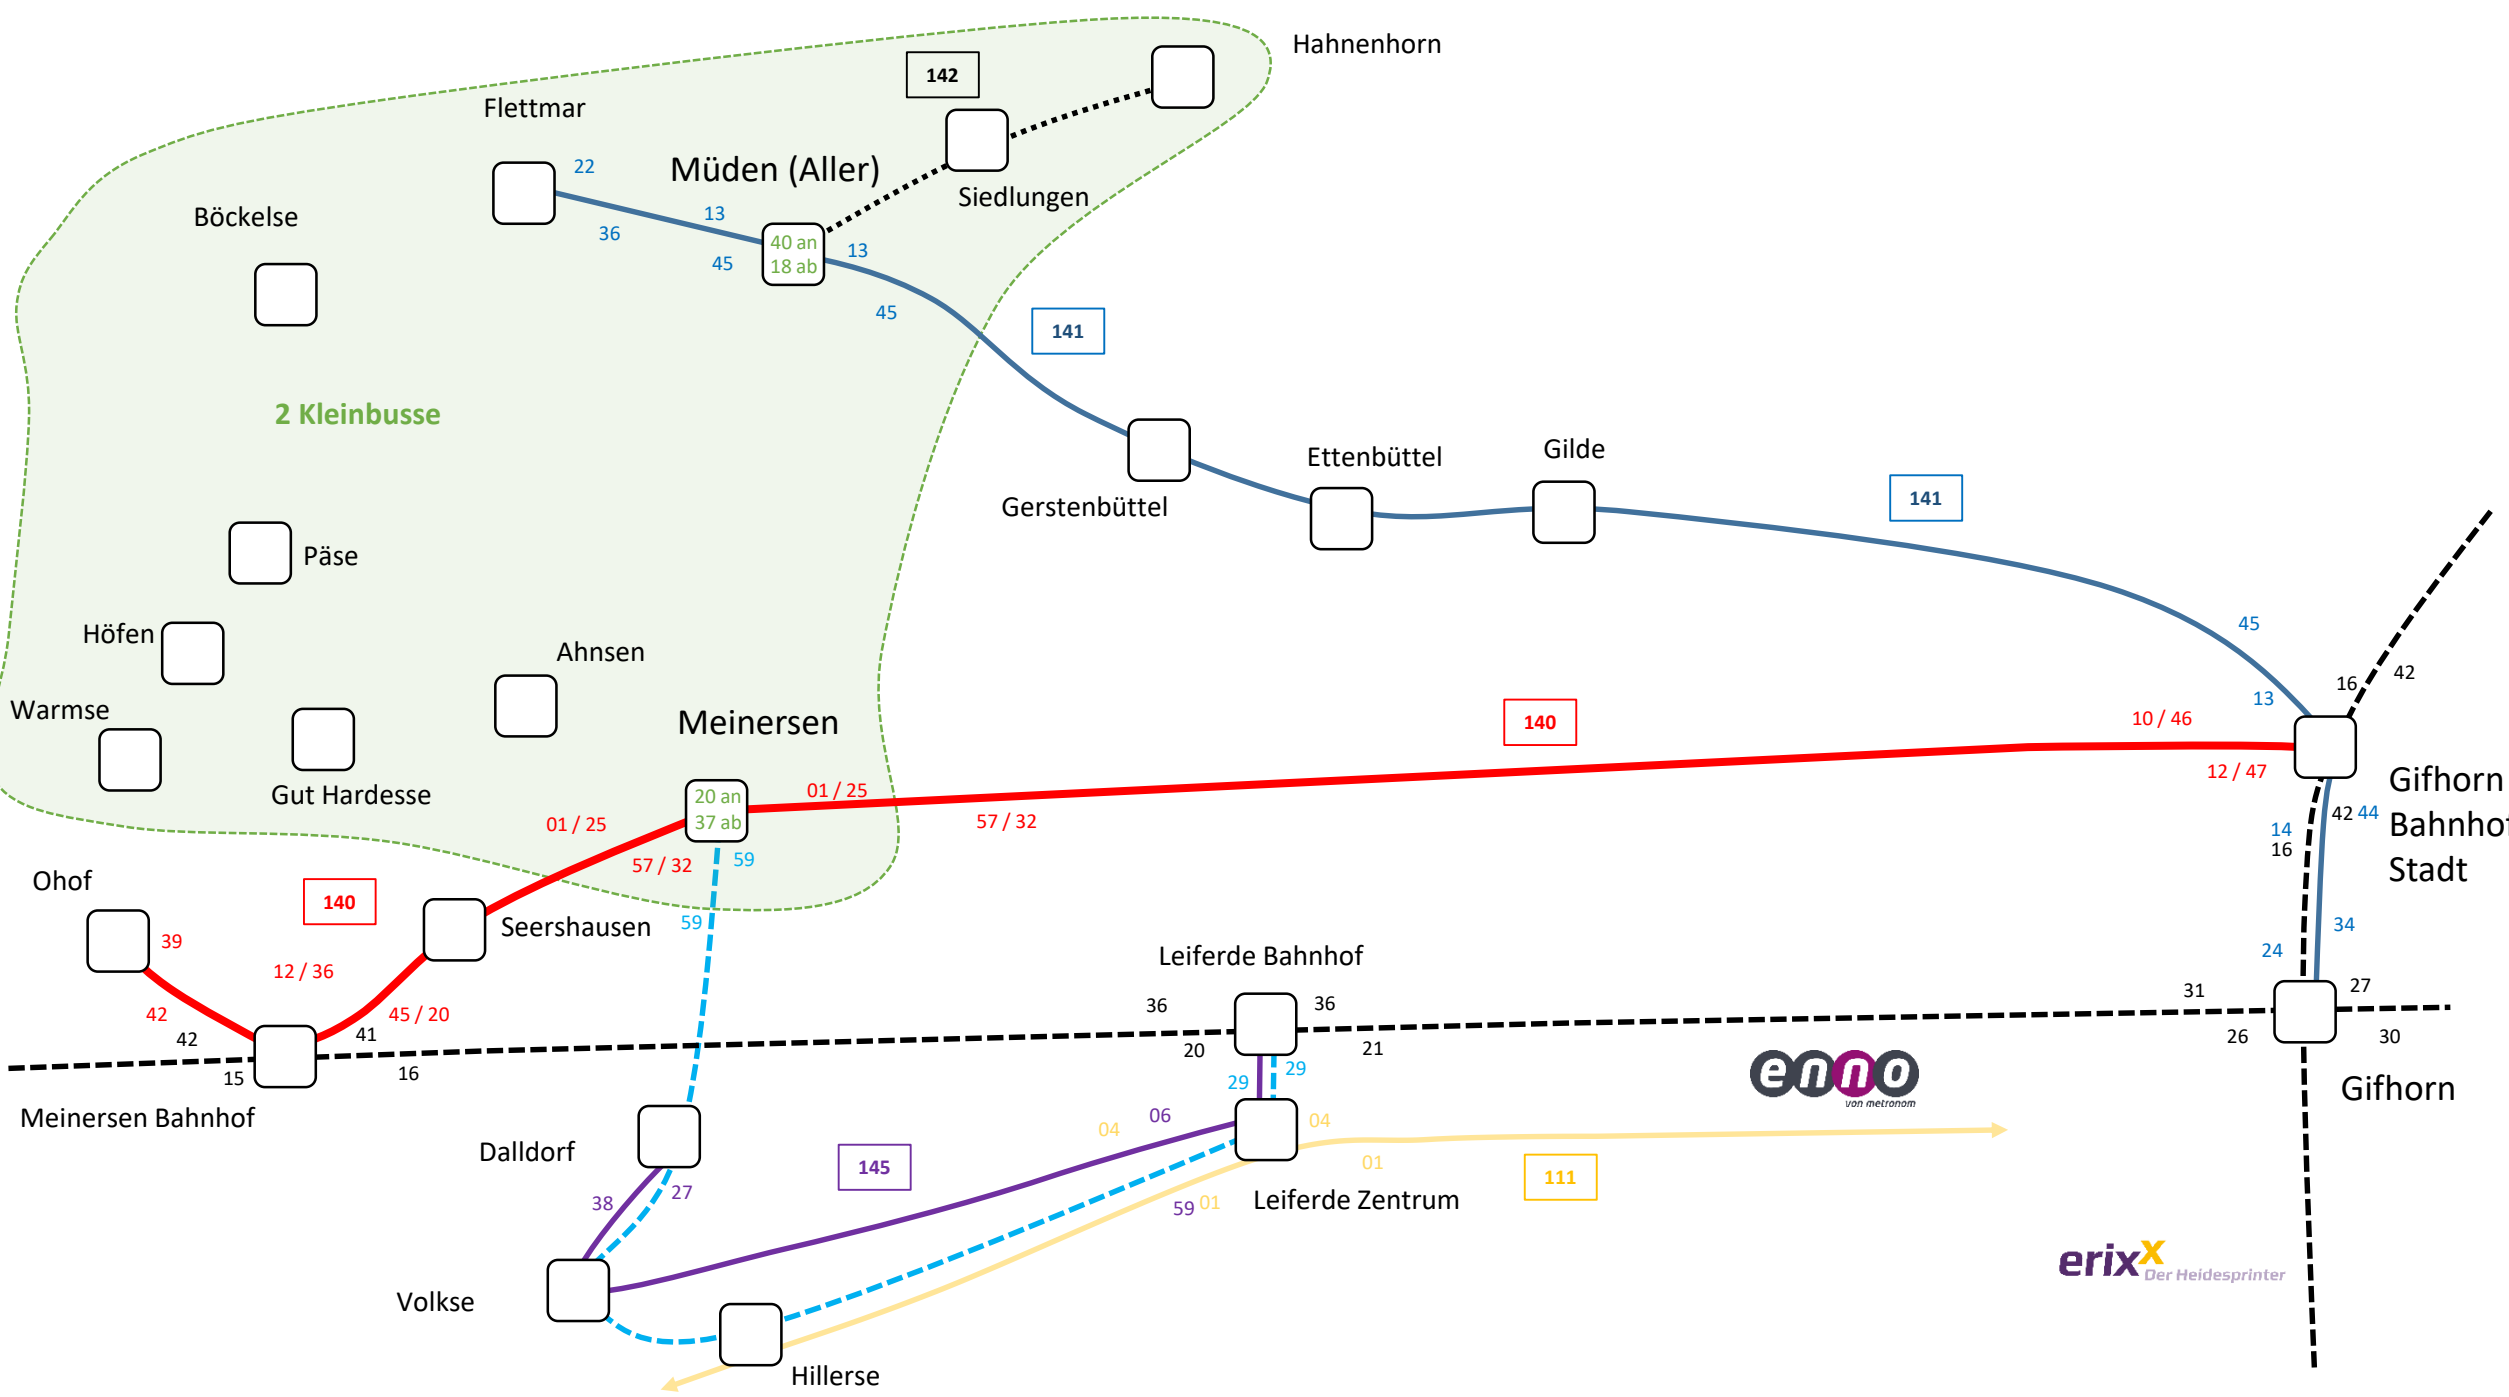 Hahnenhorn
142
Flettmar
Müden (Aller)
22
Siedlungen
13
Böckelse
36
40 an
18 ab
13
45
45
141
2 Kleinbusse
Ettenbüttel
Gilde
Gerstenbüttel
141
Päse
Höfen
Ahnsen
45
16
42
13
Warmse
Meinersen
140
10 / 46
12 / 47
Gut Hardesse
20 an
37 ab
01 / 25
57 / 32
01 / 25
57 / 32
59
Gifhorn
Bahnhof
Stadt
42 44
14
16
Ohof
140
Seershausen
59
39
12 / 36
42
45 / 20
34
24
Leiferde Bahnhof
42
41
15
16
36
36
20
21
31
27
26
30
Meinersen Bahnhof
29
29
enno
von metronom
Gifhorn
Dalldorf
04
06
04
145
01
111
38
27
59
01
Leiferde Zentrum
erixx
Der Heidesprinter
Volkse
Hillerse